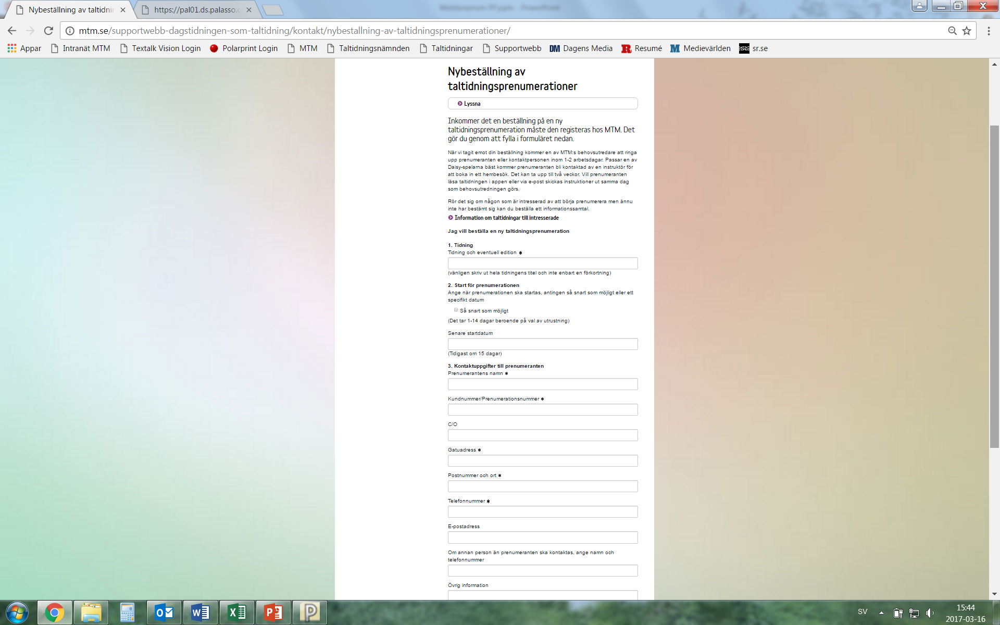 Nybeställning av taltidnin
https://pal01.ds.palasso.
mtm.se/supportwebb-dagstidningen-som-taltidning/kontakt/nybestallning-av-taltidningsprenumerationer/
Appar Intranät MTM Textalk Vision Login Polarprint Login MTM Taltidningsnämnden Taltidningar Supportwebb DM Dagens Media R Resumé M Medievärlden sr.se
Nybeställning av
taltidningsprenumerationer
Lyssna
Inkommer det en beställning på en ny
taltidningsprenumeration måste den registeras hos MTM. Det
gör du genom att fylla i formuläret nedan.
När vi tagit emot din beställning kommer en av MTM:s behovsutredare att ringa
upp prenumeranten eller kontaktpersonen inom 1-2 arbetsdagar. Passar en av
Daisy-spelarna bäst kommer prenumeranten bli kontaktad av en instruktör för
att boka in ett hembesök. Det kan ta upp till två veckor. Vill prenumeranten
läsa taltidningen i appen eller via e-post skickas instruktioner ut samma dag
som behovsutredningen görs.
Rör det sig om någon som är intresserad av att börja prenumerera men ännu
inte har bestämt sig kan du beställa ett informationssamtal.
Information om taltidningar till intresserade
Jag vill beställa en ny taltidningsprenumeration
1. Tidning
Tidning och eventuell edition *
(vänligen skriv ut hela tidningens titel och inte enbart en förkortning)
2. Start för prenumerationen
Ange när prenumerationen ska startas, antingen så snart som möjligt eller ett
specifikt datum
Så snart som möjligt
(Det tar 1-14 dagar beroende på val av utrustning)
Senare startdatum
(Tidigast om 15 dagar)
3. Kontaktuppgifter till prenumeranten
Prenumerantens namn *
Kundnummer/Prenumerationsnummer *
C/O
Gatuadress *
Postnummer och ort *
Telefonnummer *
E-postadress
Om annan person än prenumeranten ska kontaktas, ange namn och
telefonnummer
Övrig information
SV
15:44
2017-03-16